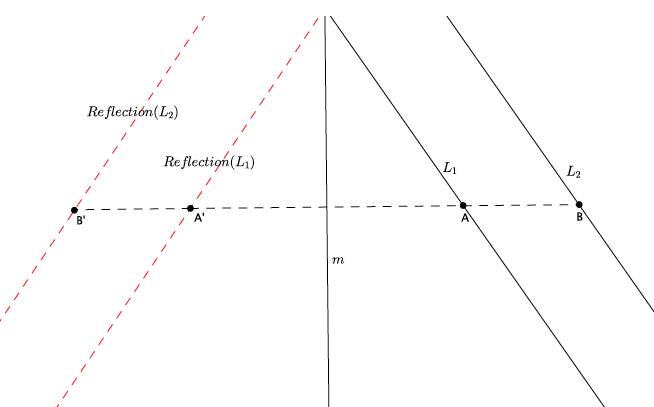 Reflection(L₂)
Reflection(L₁)
L₁
L₂
B'
A'
A
B
m